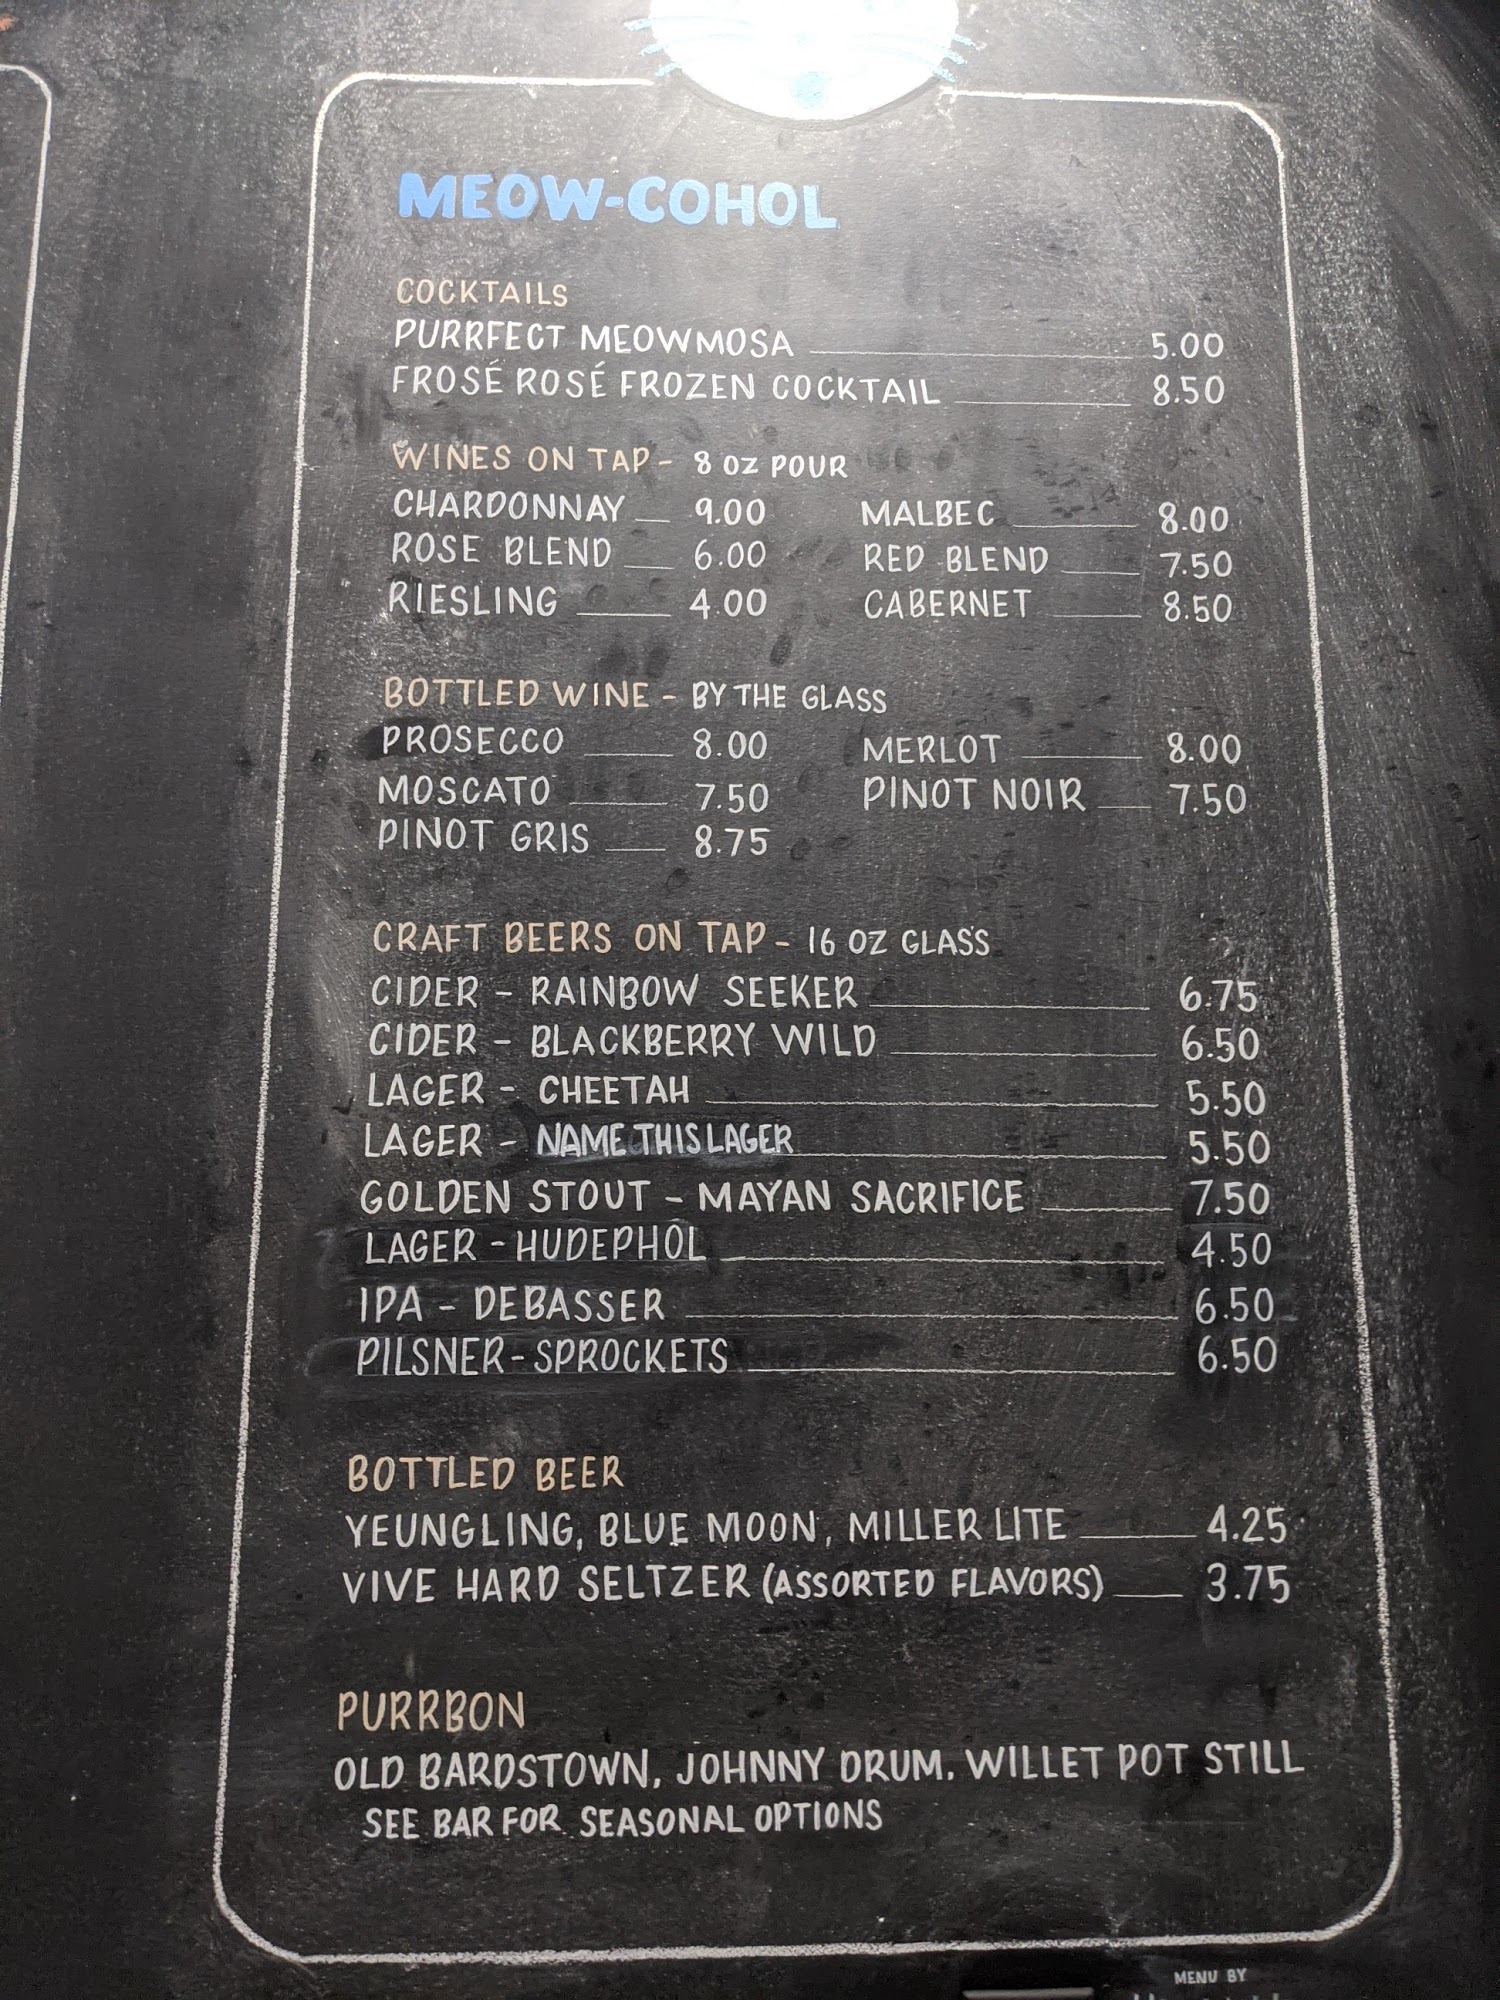 MEOW-COHOL
COCKTAILS
PURRFECT MEOWMOSA 5.00
FROSÉ ROSÉ FROZEN COCKTAIL 8.50
WINES ON TAP - 8 OZ POUR
CHARDONNAY 9.00 MALBEC 8.00
ROSE BLEND 6.00 RED BLEND 7.50
RIESLING 4.00 CABERNET 8.50
BOTTLED WINE - BY THE GLASS
PROSECCO 8.00 MERLOT 8.00
MOSCATO 7.50 PINOT NOIR 7.50
PINOT GRIS 8.75
CRAFT BEERS ON TAP - 16 OZ GLASS
CIDER - RAINBOW SEEKER 6.75
CIDER - BLACKBERRY WILD 6.50
LAGER - CHEETAH 5.50
LAGER - NAME THIS LAGER 5.50
GOLDEN STOUT - MAYAN SACRIFICE 7.50
LAGER - HUDEPHOL 4.50
IPA - DEBASSER 6.50
PILSNER - SPROCKETS 6.50
BOTTLED BEER
YEUNGLING, BLUE MOON, MILLER LITE 4.25
VIVE HARD SELTZER (ASSORTED FLAVORS) 3.75
PURRBON
OLD BARDSTOWN, JOHNNY DRUM, WILLET POT STILL
SEE BAR FOR SEASONAL OPTIONS
MENU BY